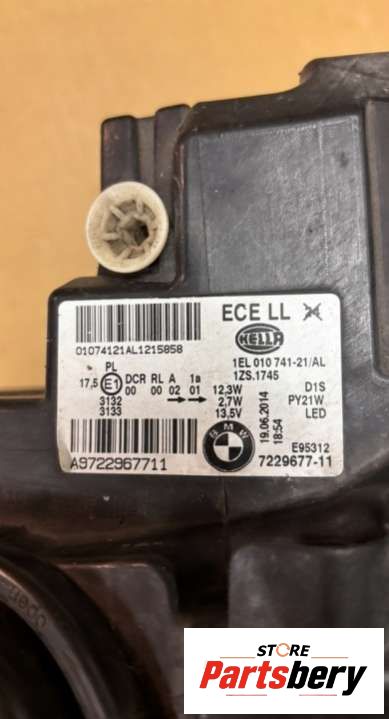 ECE LL
HELLA
01074121AL1215858
1EL 010 741-21/AL
1ZS.1745
PL
17,5 E1 DCR RL A 1a
00 00 02 01
3132
3133
12,3W D1S
2,7W PY21W
13,5V LED
19.06.2014
18:54
BMW
E95312
A9722967711
7229677-11
open
STORE
Partsbery